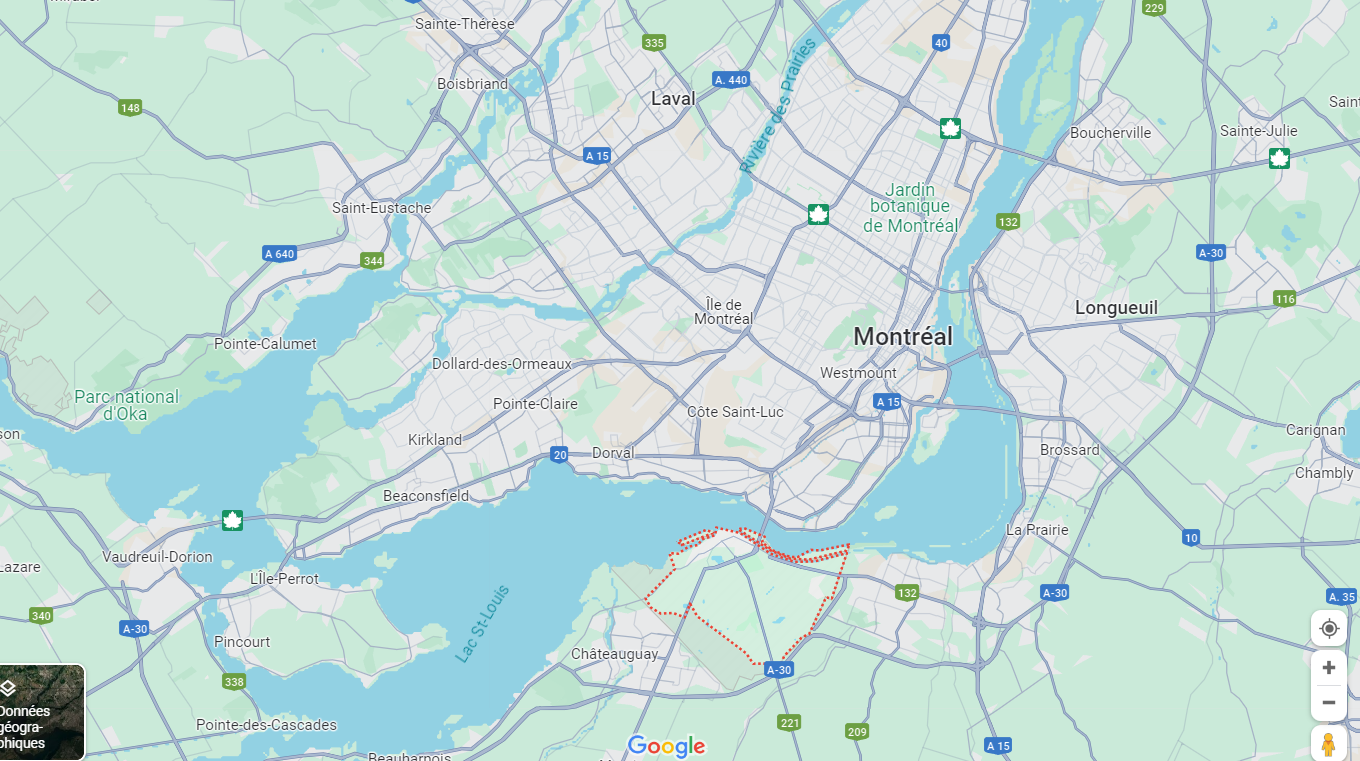 Sainte-Thérèse
229
335
40
Boisbriand
A. 440
Laval
148
Rivière des Prairies
Boucherville
Sainte-Julie
A 15
Jardin
botanique
de Montréal
Saint-Eustache
132
A 640
344
A-30
116
Île de
Montréal
Longueuil
Montréal
Pointe-Calumet
Dollard-des-Ormeaux
Westmount
Parc national
d'Oka
Pointe-Claire
A 15
Côte Saint-Luc
Carignan
Kirkland
20
Dorval
Brossard
Chambly
Beaconsfield
La Prairie
10
Vaudreuil-Dorion
L'Île-Perrot
132
A-30
A. 35
340
A-30
Lac St-Louis
Pincourt
Châteauguay
A-30
338
Données
géogra-
phiques
Pointe-des-Cascades
221
209
A 15
Google
Beauharnois